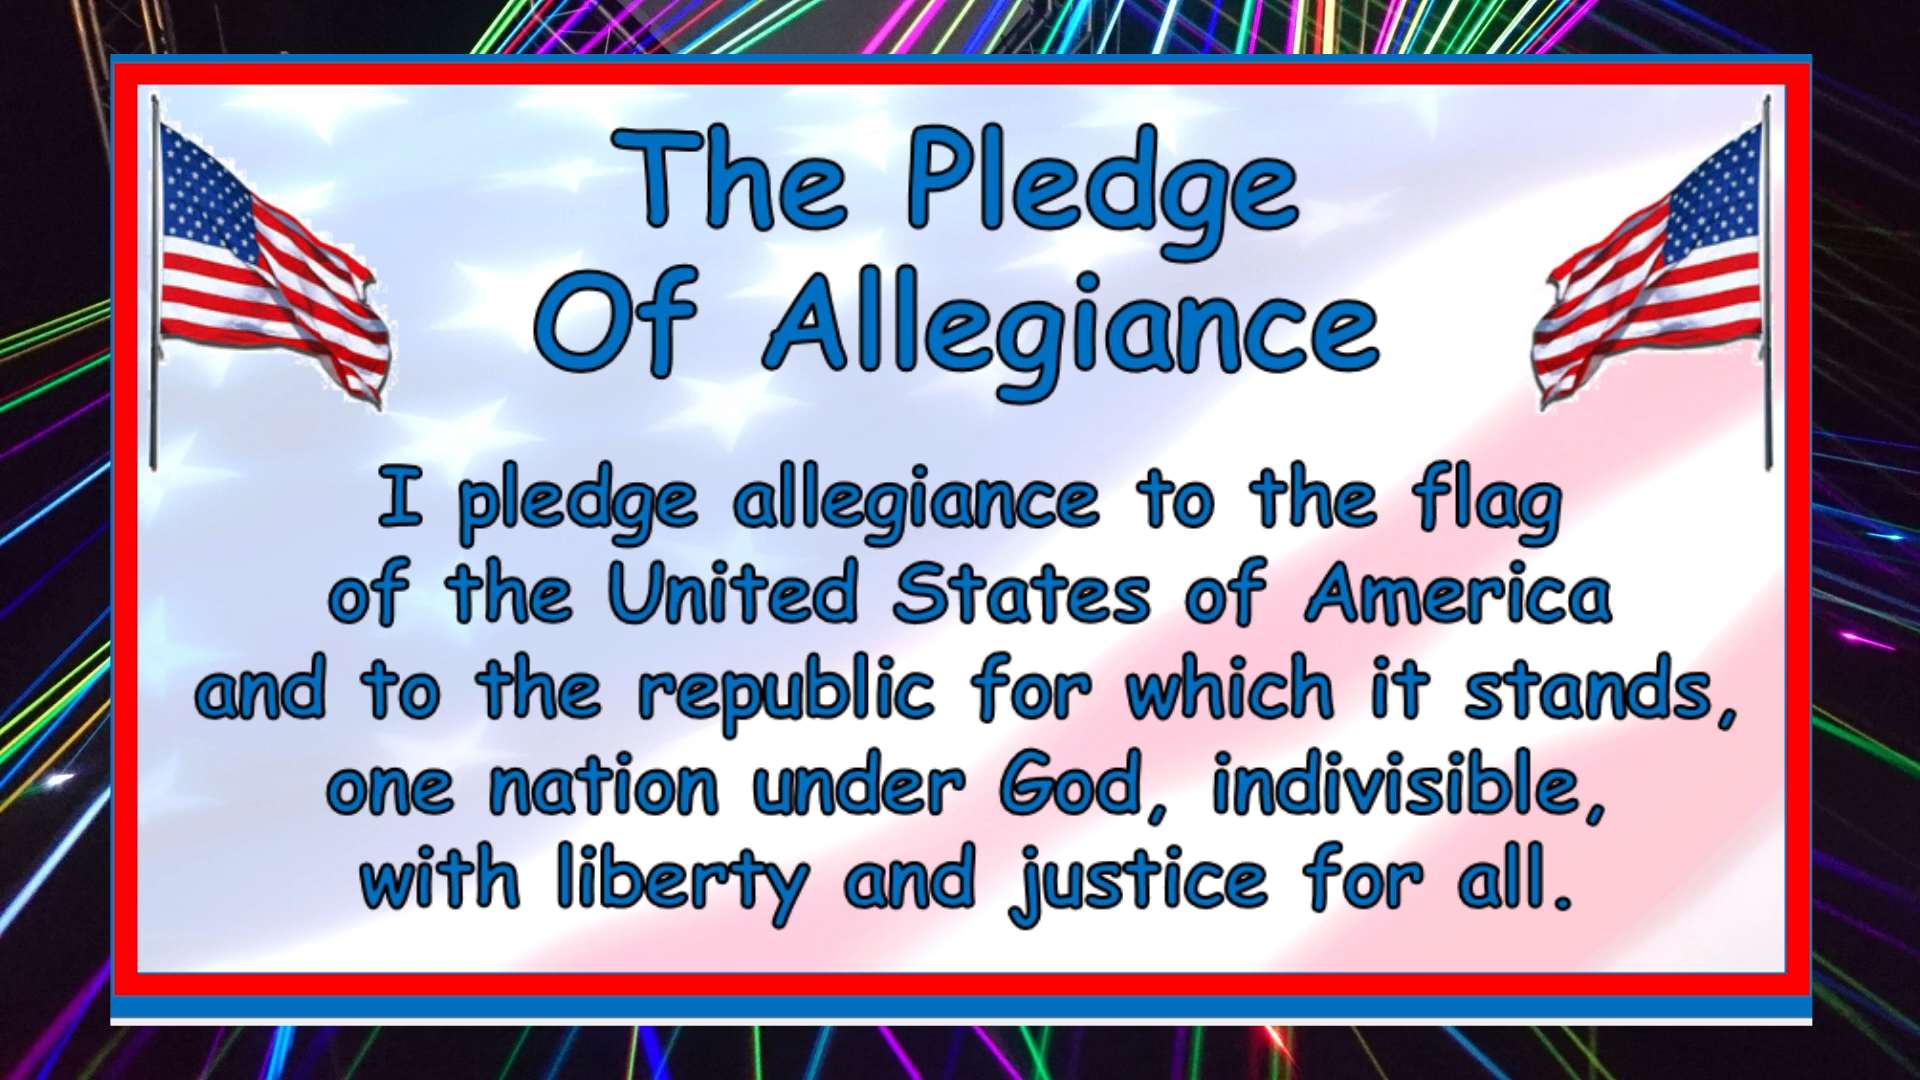 The Pledge
Of Allegiance
I pledge allegiance to the flag
of the United States of America
and to the republic for which it stands,
one nation under God, indivisible,
with liberty and justice for all.